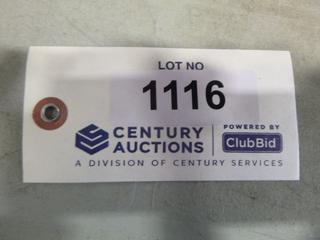 LOT NO
1116
CENTURY AUCTIONS
POWERED BY
ClubBid
A DIVISION OF CENTURY SERVICES